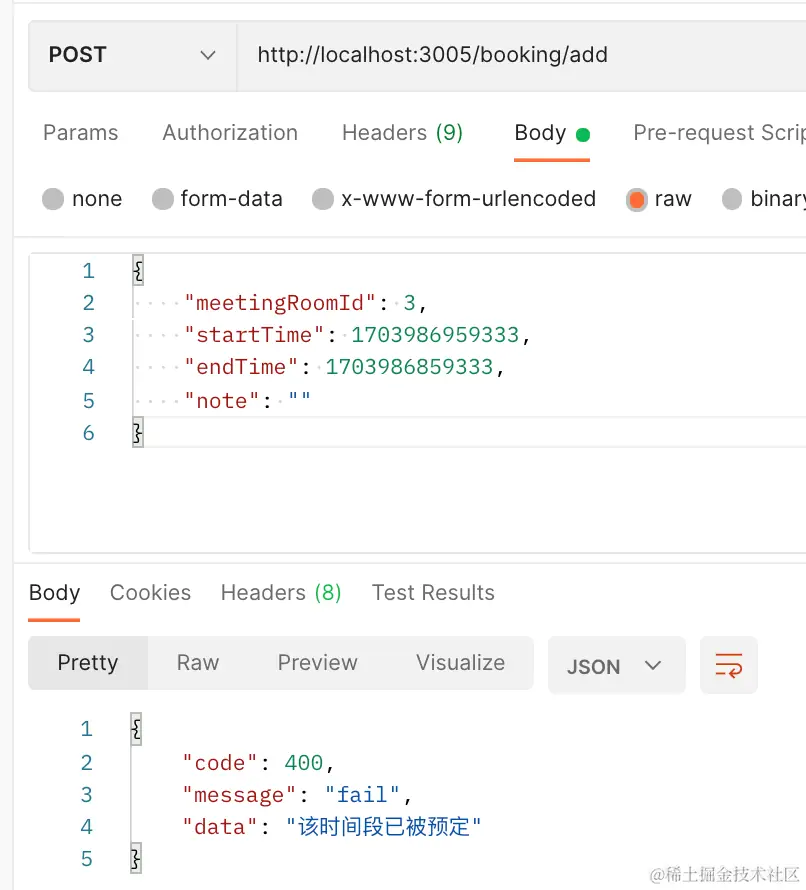 POST http://localhost:3005/booking/add
Params Authorization Headers (9) Body Pre-request Scrip
none form-data x-www-form-urlencoded raw binary
1 {
2 "meetingRoomId": 3,
3 "startTime": 1703986959333,
4 "endTime": 1703986859333,
5 "note": ""
6 }
Body Cookies Headers (8) Test Results
Pretty Raw Preview Visualize JSON
1 {
2 "code": 400,
3 "message": "fail",
4 "data": "该时间段已被预定"
5 }
@稀土掘金技术社区